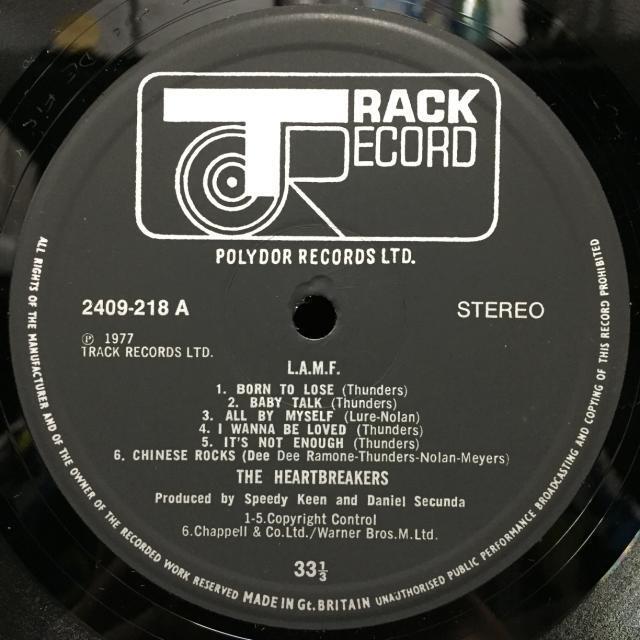 TRACK
RECORD
POLYDOR RECORDS LTD.
2409-218 A
STEREO
℗ 1977
TRACK RECORDS LTD.
L.A.M.F.
1. BORN TO LOSE (Thunders)
2. BABY TALK (Thunders)
3. ALL BY MYSELF (Lure-Nolan)
4. I WANNA BE LOVED (Thunders)
5. IT'S NOT ENOUGH (Thunders)
6. CHINESE ROCKS (Dee Dee Ramone-Thunders-Nolan-Meyers)
THE HEARTBREAKERS
Produced by Speedy Keen and Daniel Secunda
1-5.Copyright Control
6.Chappell & Co.Ltd./Warner Bros.M.Ltd.
33⅓
ALL RIGHTS OF THE MANUFACTURER AND OF THE OWNER OF THE RECORDED WORK RESERVED MADE IN Gt. BRITAIN UNAUTHORISED PUBLIC PERFORMANCE BROADCASTING AND COPYING OF THIS RECORD PROHIBITED